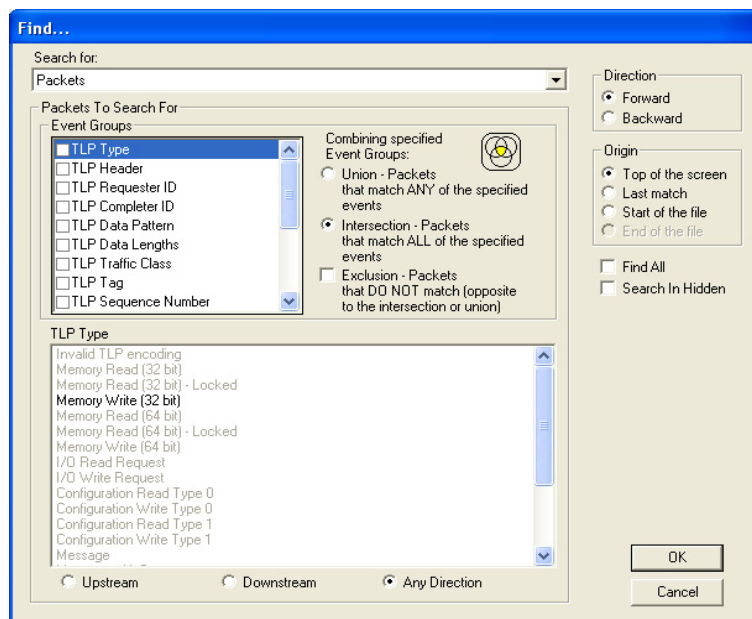 Find...
Search for:
Packets
Packets To Search For
Event Groups
TLP Type
TLP Header
TLP Requester ID
TLP Completer ID
TLP Data Pattern
TLP Data Lengths
TLP Traffic Class
TLP Tag
TLP Sequence Number
Combining specified
Event Groups:
Union - Packets
that match ANY of the specified
events
Intersection - Packets
that match ALL of the specified
events
Exclusion - Packets
that DO NOT match (opposite
to the intersection or union)
TLP Type
Invalid TLP encoding
Memory Read (32 bit)
Memory Read (32 bit) - Locked
Memory Write (32 bit)
Memory Read (64 bit)
Memory Read (64 bit) - Locked
Memory Write (64 bit)
I/O Read Request
I/O Write Request
Configuration Read Type 0
Configuration Write Type 0
Configuration Read Type 1
Configuration Write Type 1
Message
Upstream
Downstream
Any Direction
Direction
Forward
Backward
Origin
Top of the screen
Last match
Start of the file
End of the file
Find All
Search In Hidden
OK
Cancel